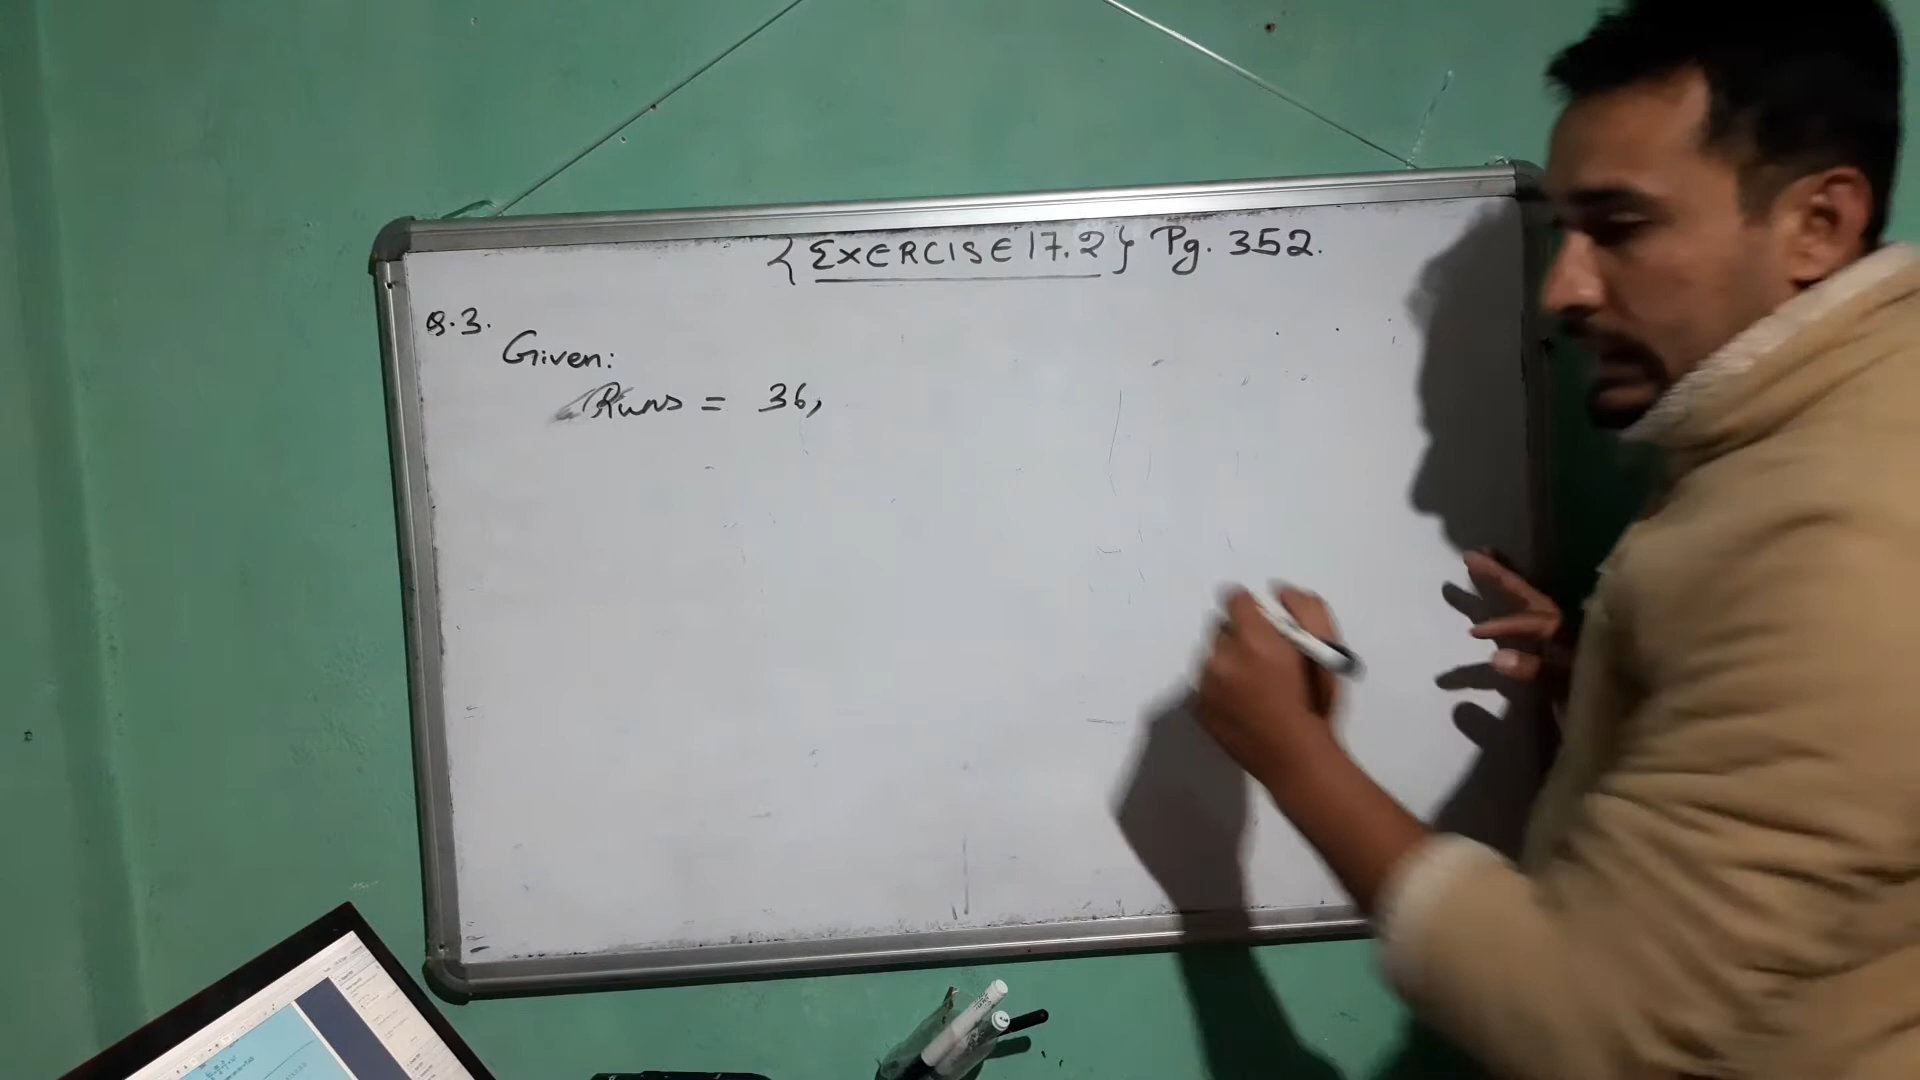 {EXERCISE 17.2} Pg. 352.
Q.3.
Given:
Runs = 36,